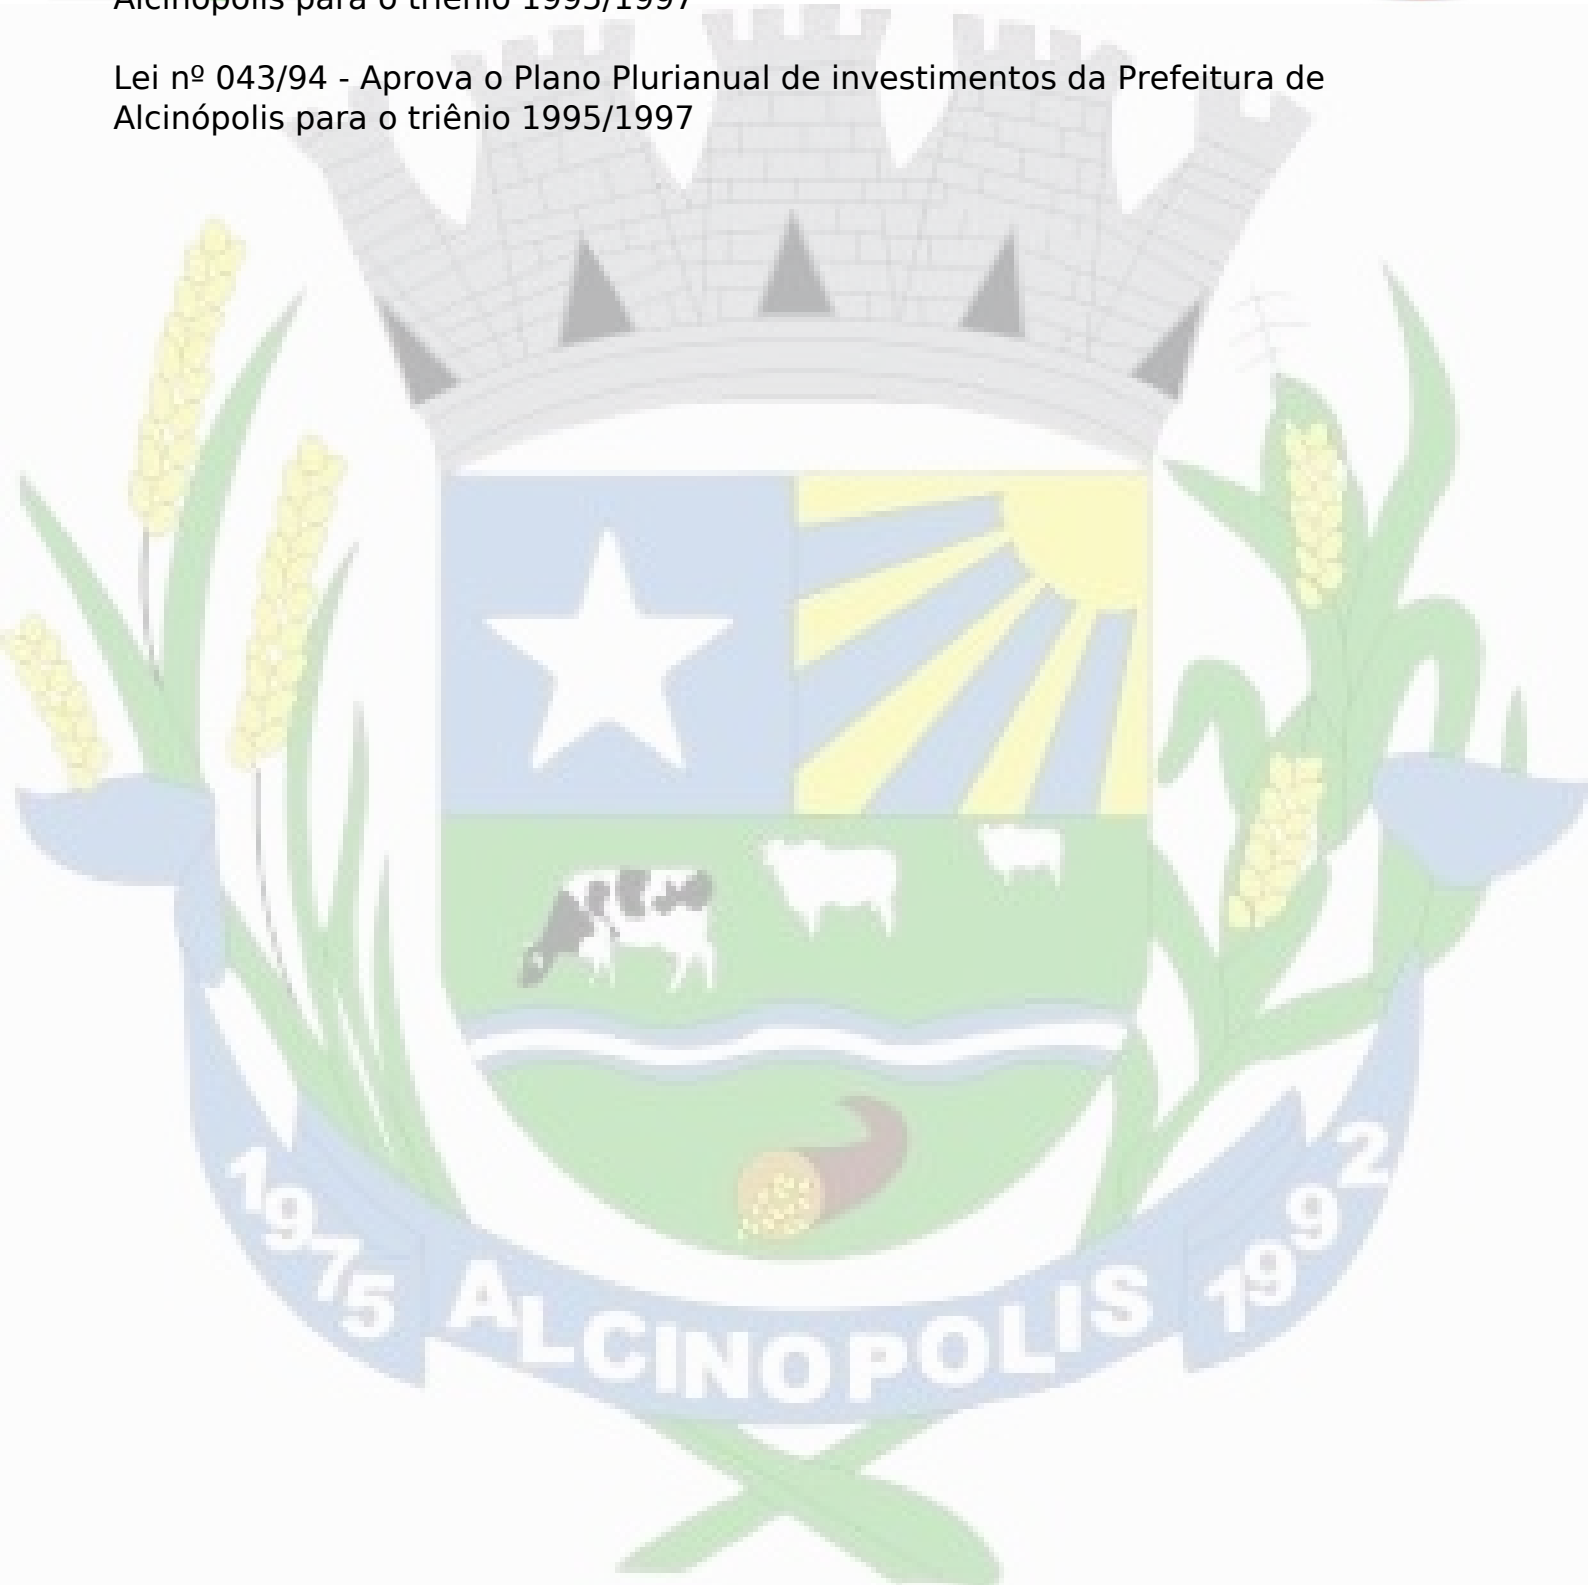 Alcinópolis para o triênio 1995/1997
Lei nº 043/94 - Aprova o Plano Plurianual de investimentos da Prefeitura de
Alcinópolis para o triênio 1995/1997
1975 ALCINOPOLIS 1992